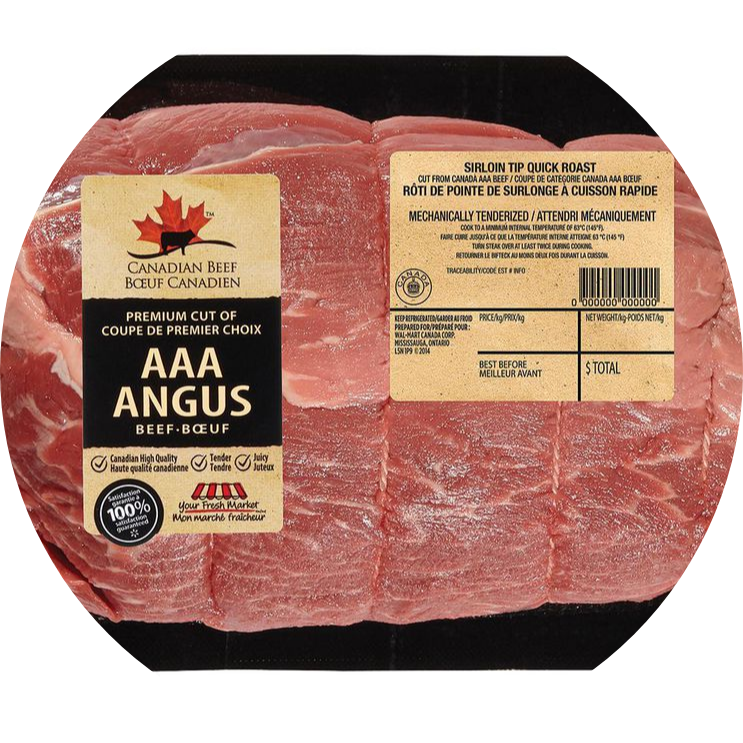 ™
CANADIAN BEEF
BŒUF CANADIEN
PREMIUM CUT OF
COUPE DE PREMIER CHOIX
AAA
ANGUS
BEEF·BŒUF
Canadian High Quality
Haute qualité canadienne
Tender
Tendre
Juicy
Juteux
Satisfaction
garantie à
100%
satisfaction
guaranteed
Your Fresh Market
Mon marché fraîcheur
SIRLOIN TIP QUICK ROAST
CUT FROM CANADA AAA BEEF / COUPE DE CATÉGORIE CANADA AAA BŒUF
RÔTI DE POINTE DE SURLONGE À CUISSON RAPIDE
MECHANICALLY TENDERIZED / ATTENDRI MÉCANIQUEMENT
COOK TO A MINIMUM INTERNAL TEMPERATURE OF 63°C (145°F).
FAIRE CUIRE JUSQU'À CE QUE LA TEMPÉRATURE INTERNE ATTEIGNE 63 °C (145 °F)
TURN STEAK OVER AT LEAST TWICE DURING COOKING.
RETOURNER LE BIFTECK AU MOINS DEUX FOIS DURANT LA CUISSON.
TRACEABILITY/CODE EST # INFO
CANADA
0 000000 000000
KEEP REFRIGERATED/GARDER AU FROID
PREPARED FOR/PRÉPARÉ POUR:
WAL-MART CANADA CORP.
MISSISSAUGA, ONTARIO
L5N 1P9 ©2014
PRICE/kg/PRIX/kg
NET WEIGHT/kg-POIDS NET/kg
BEST BEFORE
MEILLEUR AVANT
$ TOTAL